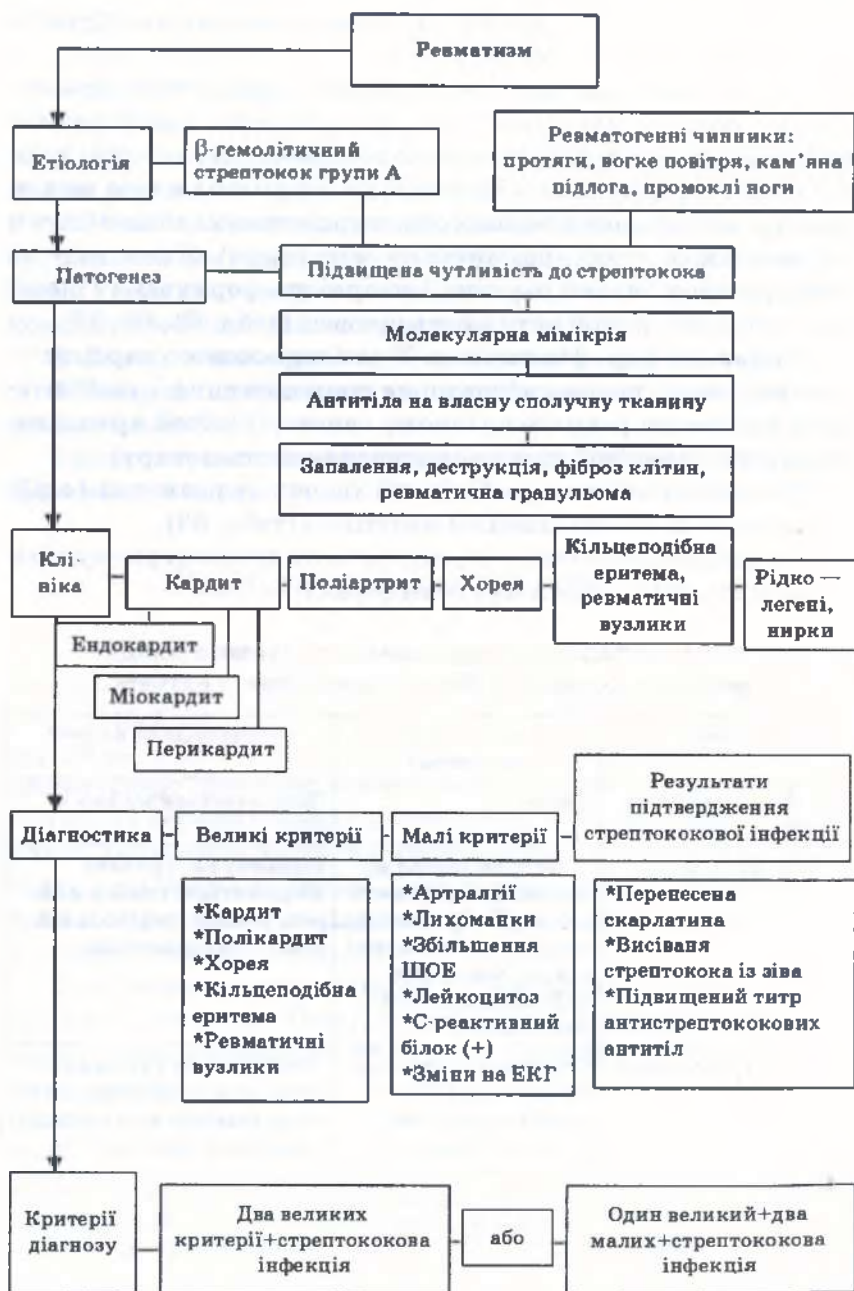 Ревматизм
Етіологія
β-гемолітичний
стрептокок групи А
Ревматогенні чинники:
протяги, вогке повітря, кам'яна
підлога, промоклі ноги
Патогенез
Підвищена чутливість до стрептокока
Молекулярна мімікрія
Антитіла на власну сполучну тканину
Запалення, деструкція, фіброз клітин,
ревматична гранульома
Клі-
ніка
Кардит
Поліартрит
Хорея
Кільцеподібна
еритема,
ревматичні
вузлики
Рідко —
легені,
нирки
Ендокардит
Міокардит
Перикардит
Діагностика
Великі критерії
Малі критерії
Результати
підтвердження
стрептококової інфекції
*Кардит
*Полікардит
*Хорея
*Кільцеподібна
еритема
*Ревматичні
вузлики
*Артралгії
*Лихоманки
*Збільшення
ШОЕ
*Лейкоцитоз
*С-реактивний
білок (+)
*Зміни на ЕКГ
*Перенесена
скарлатина
*Висіваня
стрептокока із зіва
*Підвищений титр
антистрептококових
антитіл
Критерії
діагнозу
Два великих
критерії+стрептококова
інфекція
або
Один великий+два
малих+стрептококова
інфекція